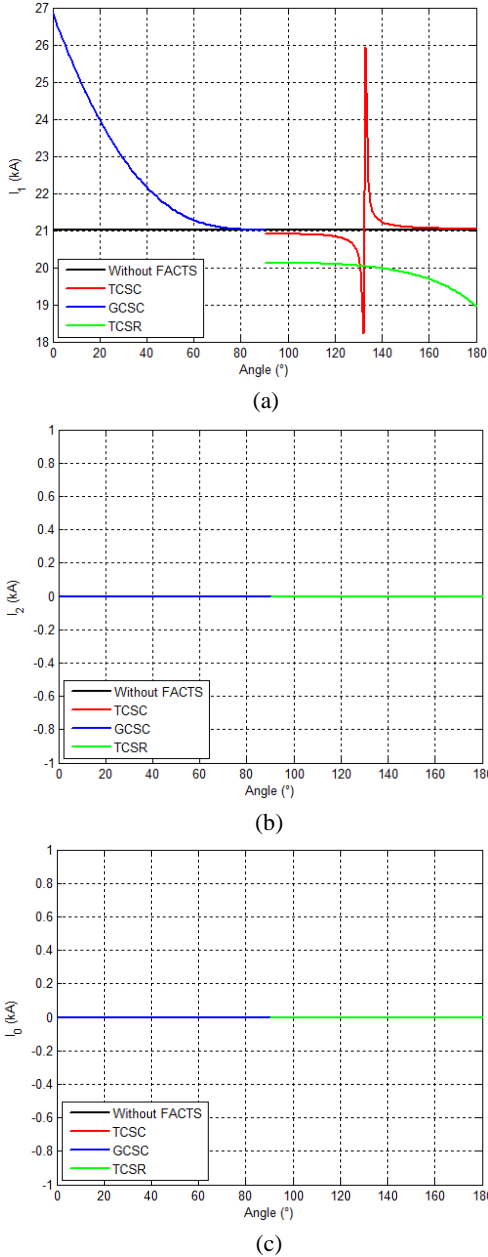 27
26
25
24
23
22
21
20
19
18
I1 (kA)
Without FACTS
TCSC
GCSC
TCSR
0 20 40 60 80 100 120 140 160 180
Angle (°)
(a)
1
0.8
0.6
0.4
0.2
0
-0.2
-0.4
-0.6
-0.8
-1
I2 (kA)
Without FACTS
TCSC
GCSC
TCSR
0 20 40 60 80 100 120 140 160 180
Angle (°)
(b)
1
0.8
0.6
0.4
0.2
0
-0.2
-0.4
-0.6
-0.8
-1
I0 (kA)
Without FACTS
TCSC
GCSC
TCSR
0 20 40 60 80 100 120 140 160 180
Angle (°)
(c)